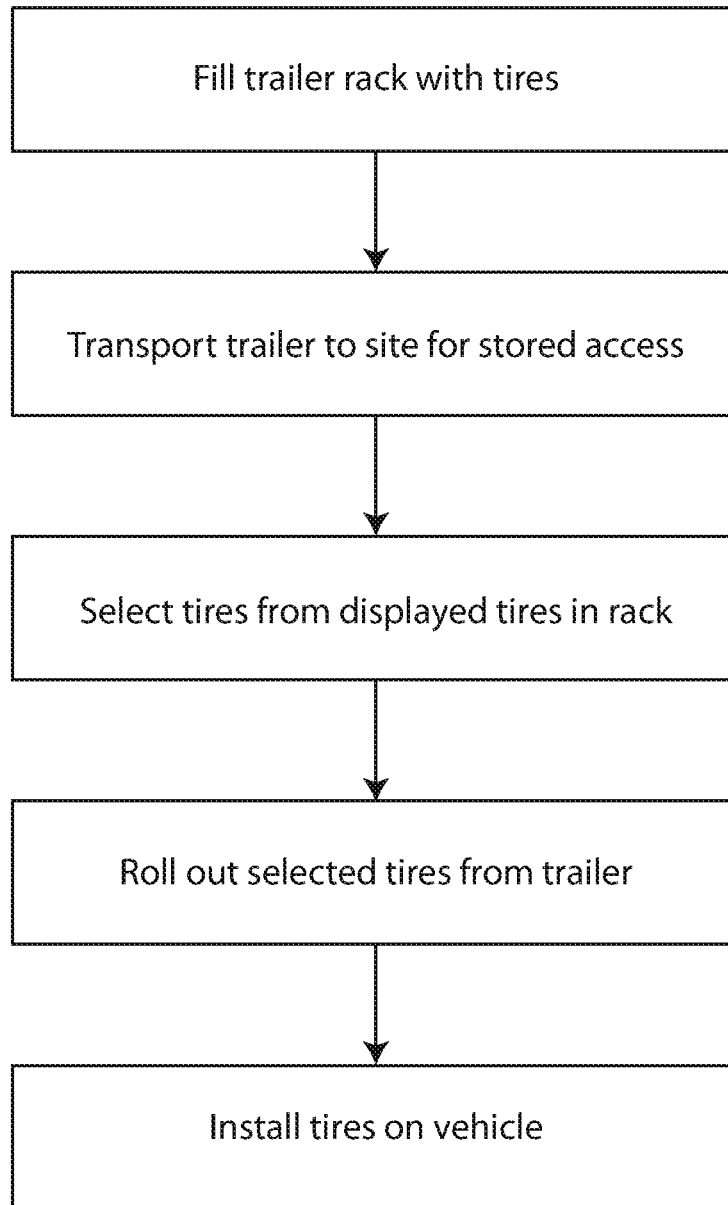 Fill trailer rack with tires
Transport trailer to site for stored access
Select tires from displayed tires in rack
Roll out selected tires from trailer
Install tires on vehicle